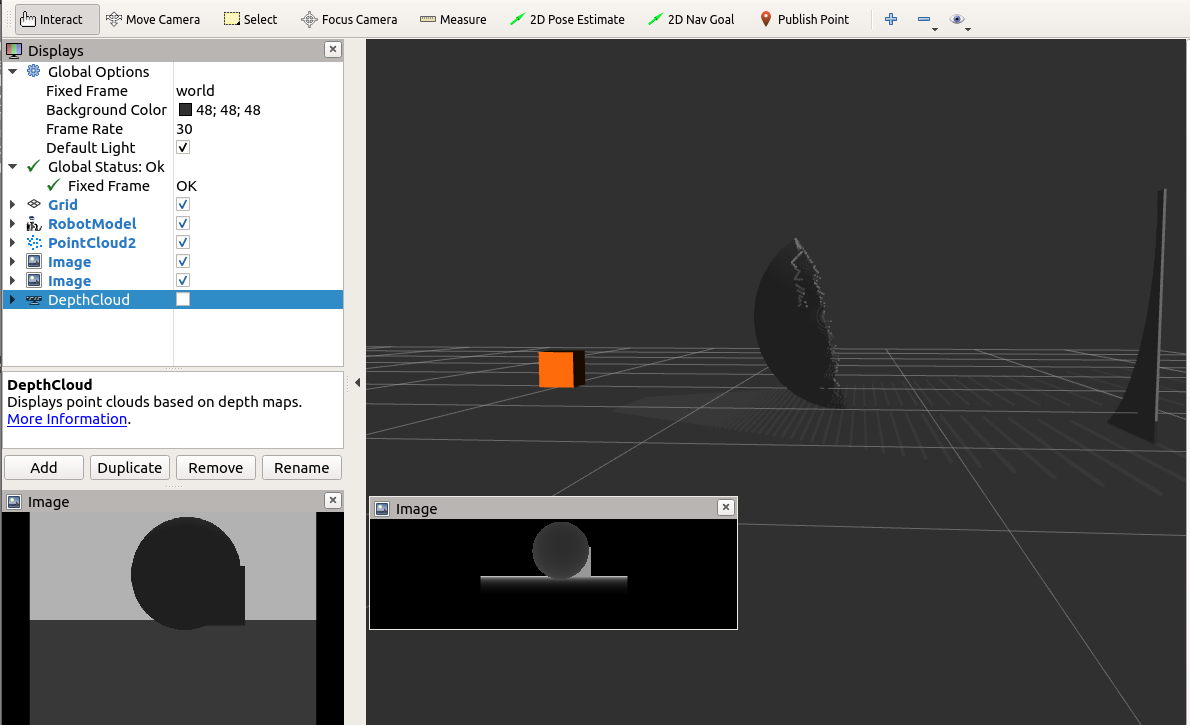 Interact Move Camera Select Focus Camera Measure 2D Pose Estimate 2D Nav Goal Publish Point
Displays
Global Options
Fixed Frame world
Background Color 48; 48; 48
Frame Rate 30
Default Light
Global Status: Ok
Fixed Frame OK
Grid
RobotModel
PointCloud2
Image
Image
DepthCloud
DepthCloud
Displays point clouds based on depth maps.
More Information.
Add Duplicate Remove Rename
Image
Image